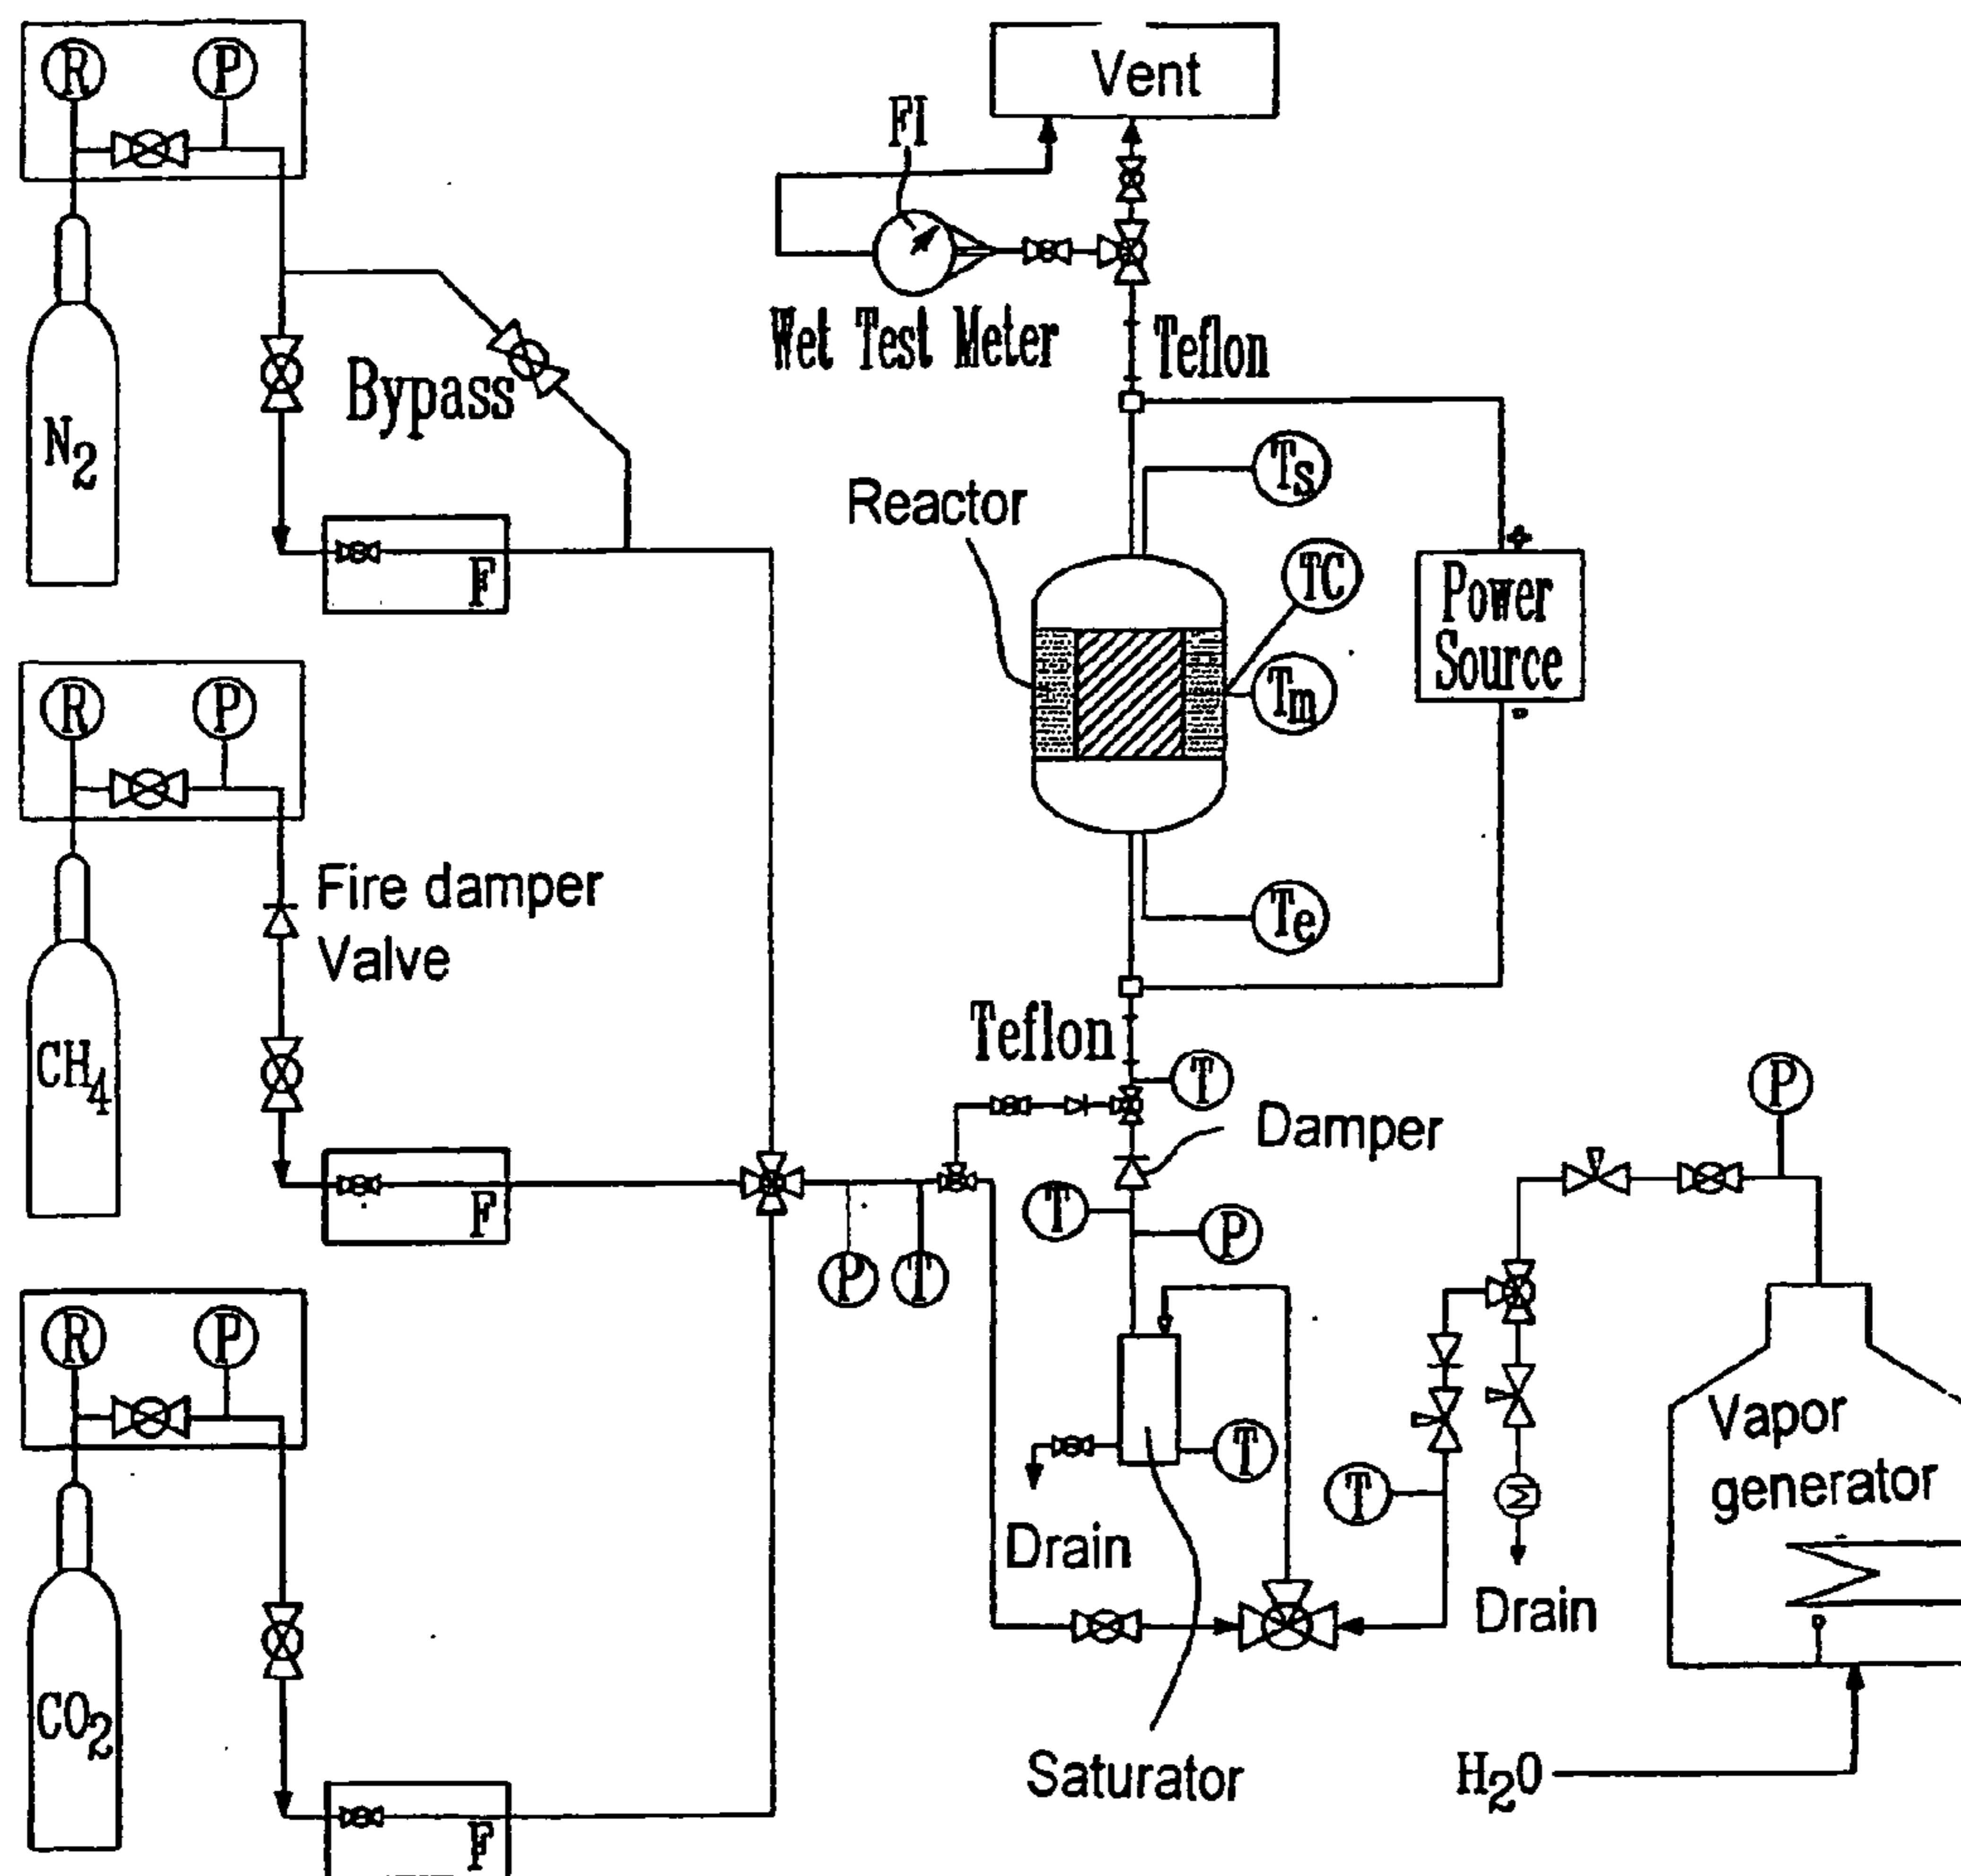 R P
Vent
FI
N2
Bypass
Wet Test Meter
Teflon
Ts
Reactor
TC
Power
Source
F
Tm
R P
Fire damper
Valve
Te
CH4
Teflon
T
P
Damper
F
T
P
P T
R P
T
Vapor
generator
T
M
Drain
Drain
CO2
Saturator
H2O
F